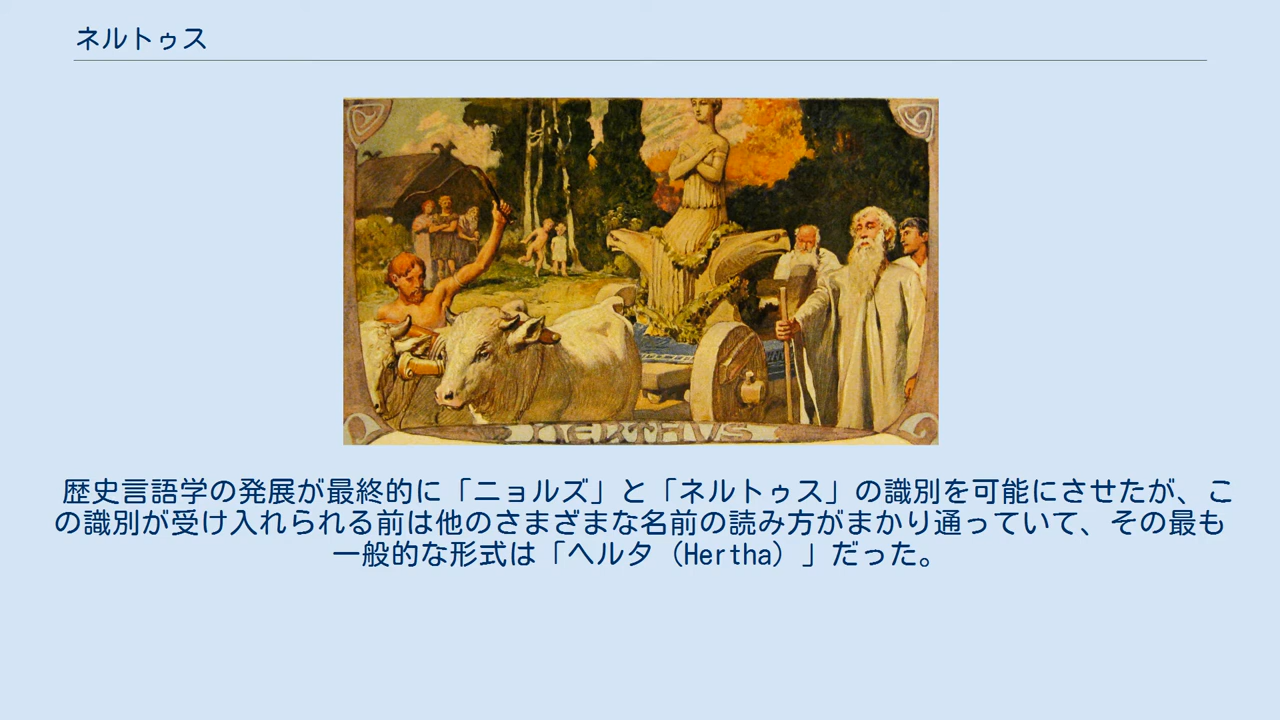 ネルトゥス
NERTHUS
歴史言語学の発展が最終的に「ニョルズ」と「ネルトゥス」の識別を可能にさせたが、こ
の識別が受け入れられる前は他のさまざまな名前の読み方がまかり通っていて、その最も
一般的な形式は「ヘルタ（Hertha）」だった。